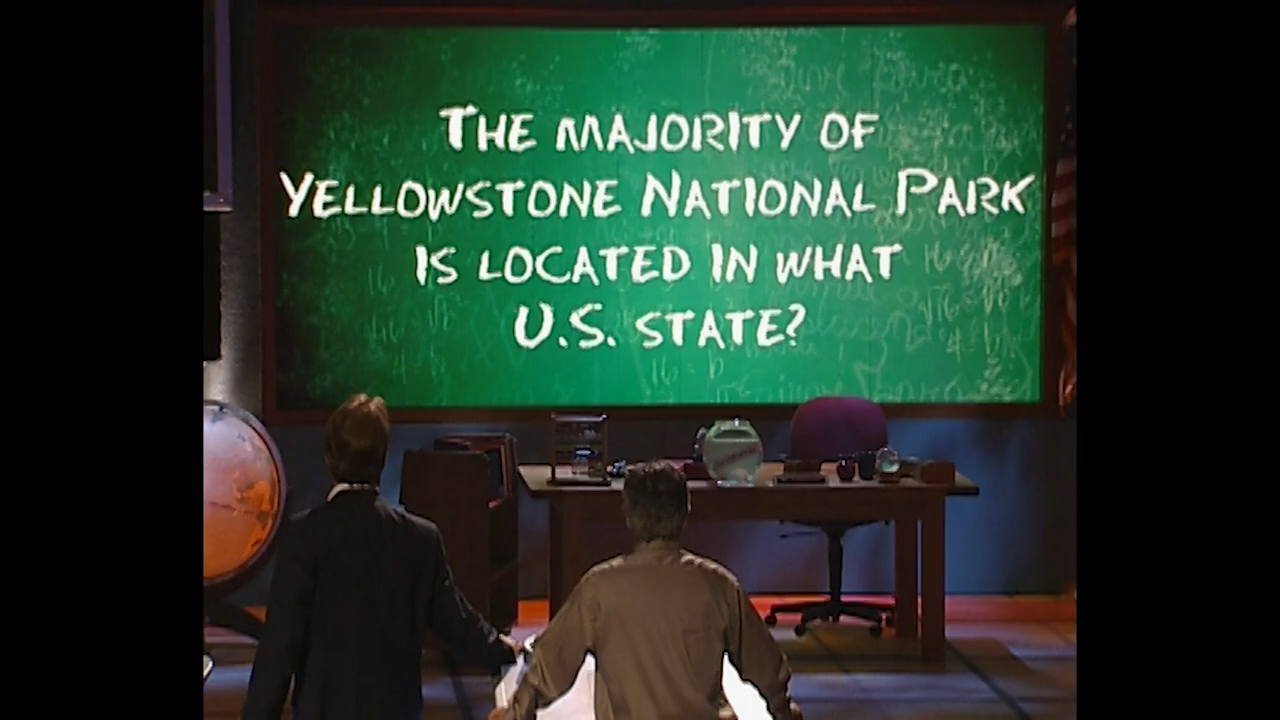 THE MAJORITY OF
YELLOWSTONE NATIONAL PARK
IS LOCATED IN WHAT
U.S. STATE?